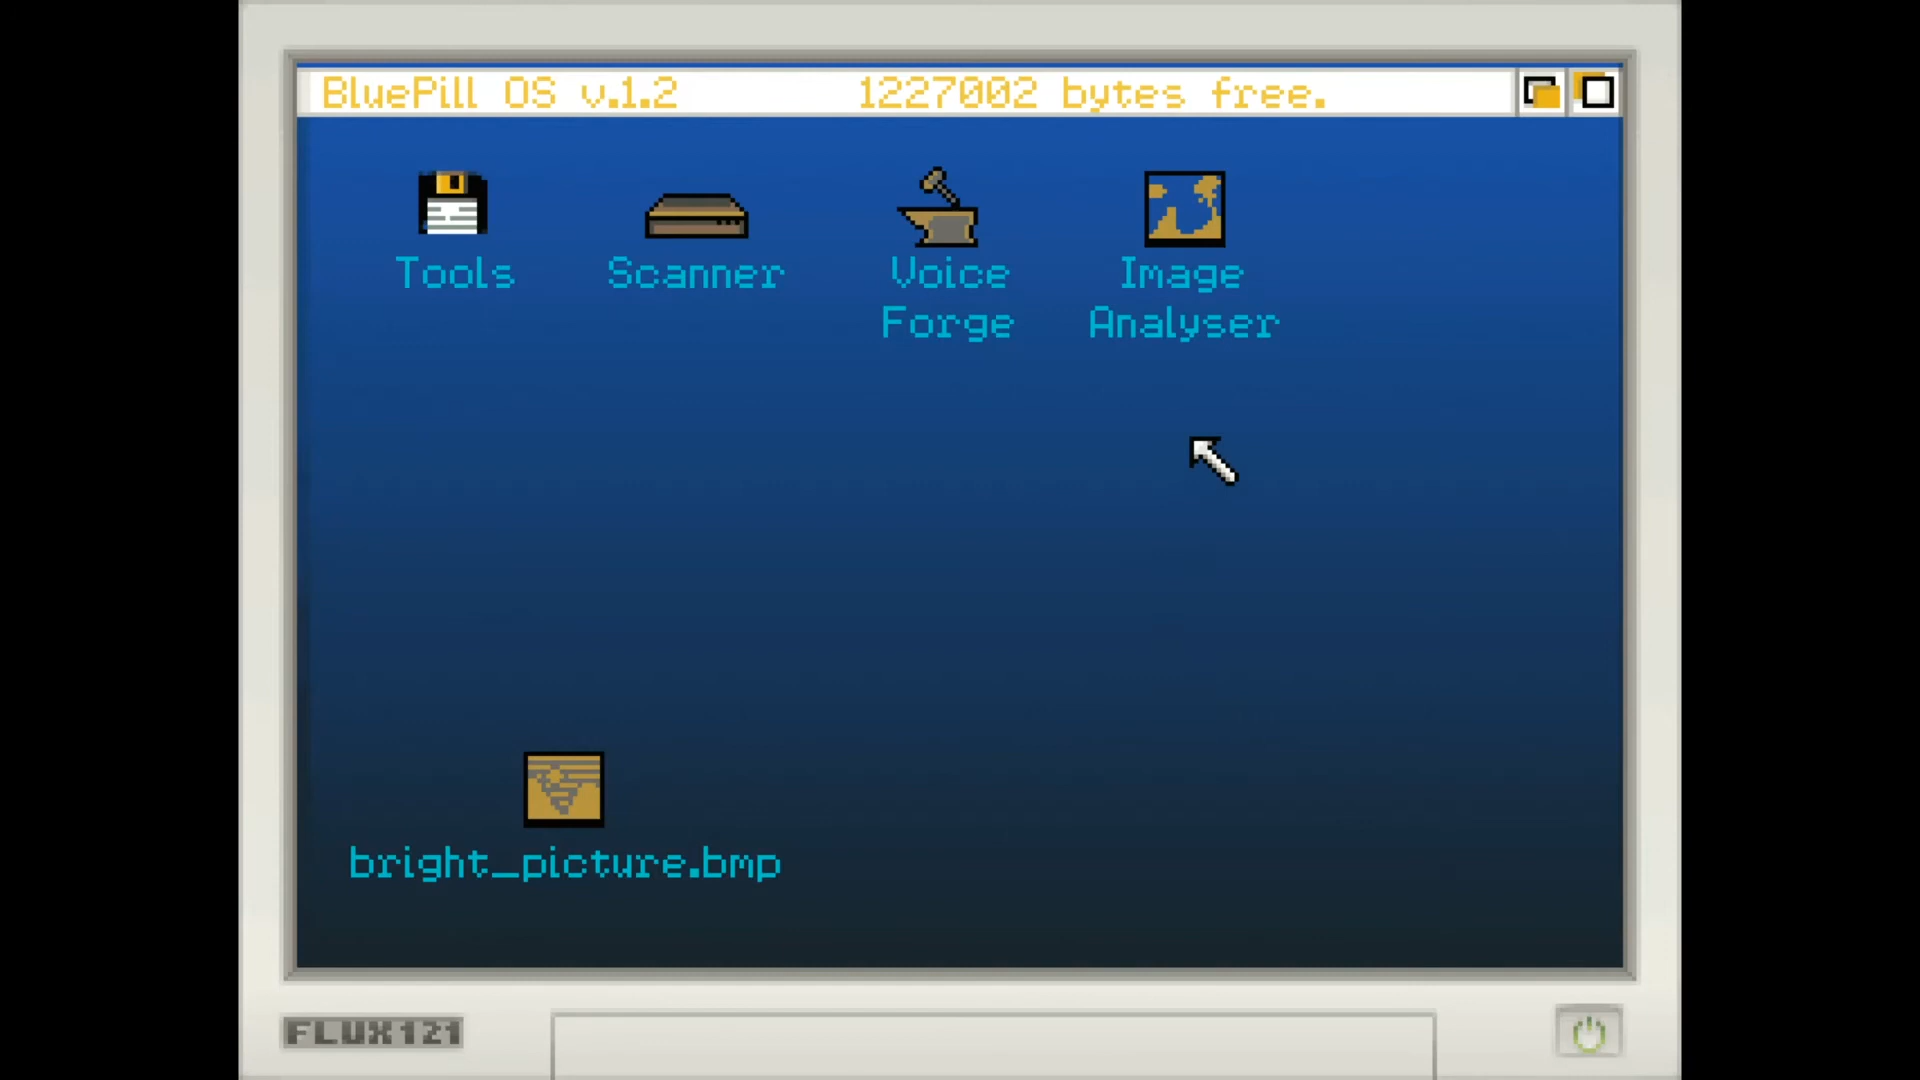 BluePill OS v.1.2 1227002 bytes free.
Tools Scanner Voice Forge Image Analyser
bright_picture.bmp
FLUX121